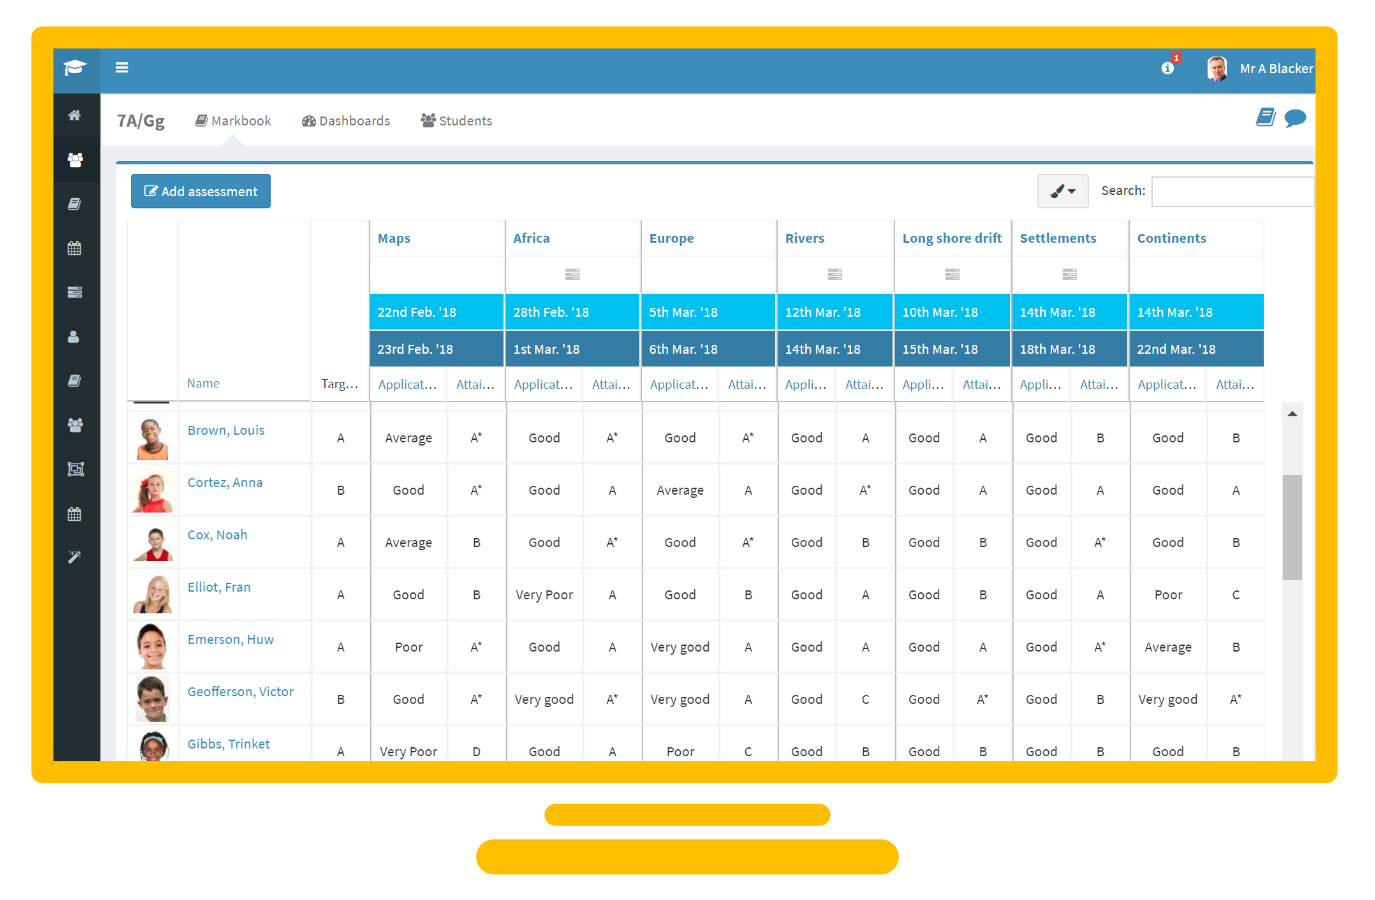 1
Mr A Blacker
7A/Gg Markbook Dashboards Students
Add assessment Search:
Maps Africa Europe Rivers Long shore drift Settlements Continents
22nd Feb. '18 28th Feb. '18 5th Mar. '18 12th Mar. '18 10th Mar. '18 14th Mar. '18 14th Mar. '18
23rd Feb. '18 1st Mar. '18 6th Mar. '18 14th Mar. '18 15th Mar. '18 18th Mar. '18 22nd Mar. '18
Name Targ... Applicat... Attai... Applicat... Attai... Applicat... Attai... Appli... Attai... Appli... Attai... Appli... Attai... Applicat... Attai...
Brown, Louis A Average A* Good A* Good A* Good A Good A Good B Good B
Cortez, Anna B Good A* Good A Average A Good A* Good A Good A Good A
Cox, Noah A Average B Good A* Good A* Good B Good B Good A* Good B
Elliot, Fran A Good B Very Poor A Good B Good A Good B Good A Poor C
Emerson, Huw A Poor A* Good A Very good A Good A Good A Good A* Average B
Geofferson, Victor B Good A* Very good A* Very good A Good C Good A* Good B Very good A*
Gibbs, Trinket A Very Poor D Good A Poor C Good B Good B Good B Good B